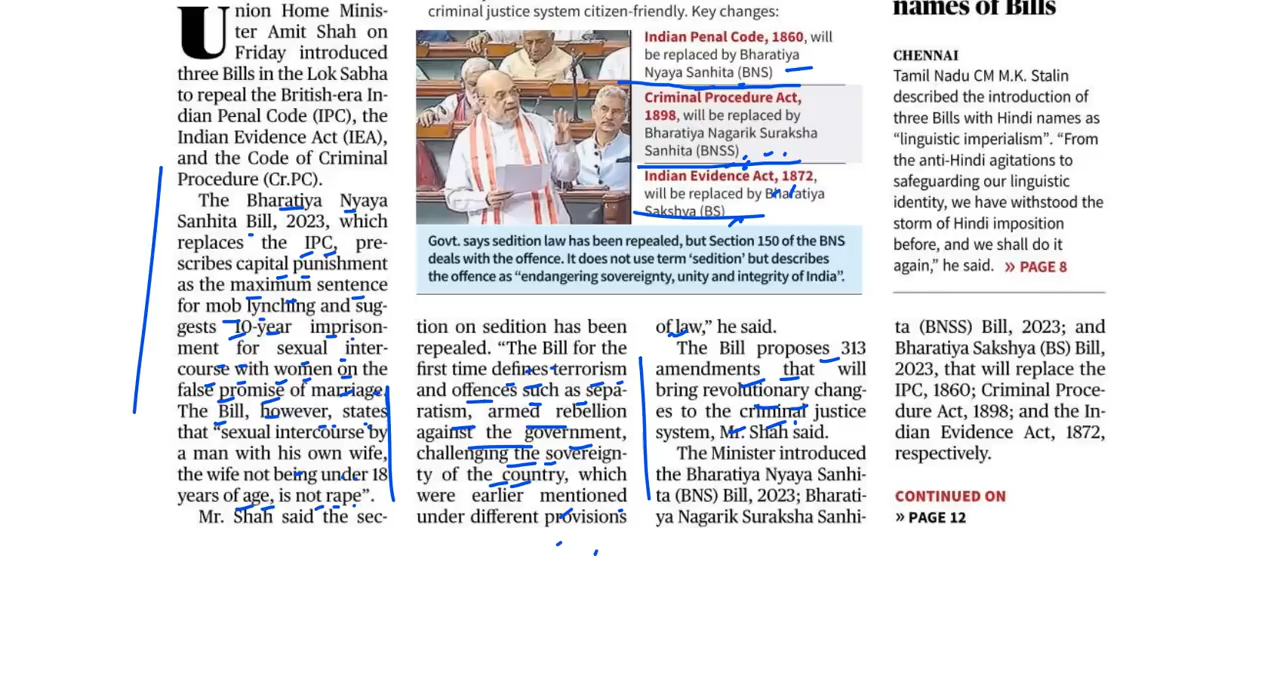 criminal justice system citizen-friendly. Key changes:
names of Bills
Union Home Minis-
ter Amit Shah on
Friday introduced
three Bills in the Lok Sabha
to repeal the British-era In-
dian Penal Code (IPC), the
Indian Evidence Act (IEA),
and the Code of Criminal
Procedure (Cr.PC).
The Bharatiya Nyaya
Sanhita Bill, 2023, which
replaces the IPC, pre-
scribes capital punishment
as the maximum sentence
for mob lynching and sug-
gests 10-year imprison-
ment for sexual inter-
course with women on the
false promise of marriage.
The Bill, however, states
that “sexual intercourse by
a man with his own wife,
the wife not being under 18
years of age, is not rape”.
Mr. Shah said the sec-
Indian Penal Code, 1860, will
be replaced by Bharatiya
Nyaya Sanhita (BNS)
Criminal Procedure Act,
1898, will be replaced by
Bharatiya Nagarik Suraksha
Sanhita (BNSS)
Indian Evidence Act, 1872,
will be replaced by Bharatiya
Sakshya (BS)
Govt. says sedition law has been repealed, but Section 150 of the BNS
deals with the offence. It does not use term ‘sedition’ but describes
the offence as “endangering sovereignty, unity and integrity of India”.
tion on sedition has been
repealed. “The Bill for the
first time defines terrorism
and offences such as sepa-
ratism, armed rebellion
against the government,
challenging the sovereign-
ty of the country, which
were earlier mentioned
under different provisions
of law,” he said.
The Bill proposes 313
amendments that will
bring revolutionary chang-
es to the criminal justice
system, Mr. Shah said.
The Minister introduced
the Bharatiya Nyaya Sanhi-
ta (BNS) Bill, 2023; Bharati-
ya Nagarik Suraksha Sanhi-
ta (BNSS) Bill, 2023; and
Bharatiya Sakshya (BS) Bill,
2023, that will replace the
IPC, 1860; Criminal Proce-
dure Act, 1898; and the In-
dian Evidence Act, 1872,
respectively.
CONTINUED ON
» PAGE 12
CHENNAI
Tamil Nadu CM M.K. Stalin
described the introduction of
three Bills with Hindi names as
“linguistic imperialism”. “From
the anti-Hindi agitations to
safeguarding our linguistic
identity, we have withstood the
storm of Hindi imposition
before, and we shall do it
again,” he said. » PAGE 8